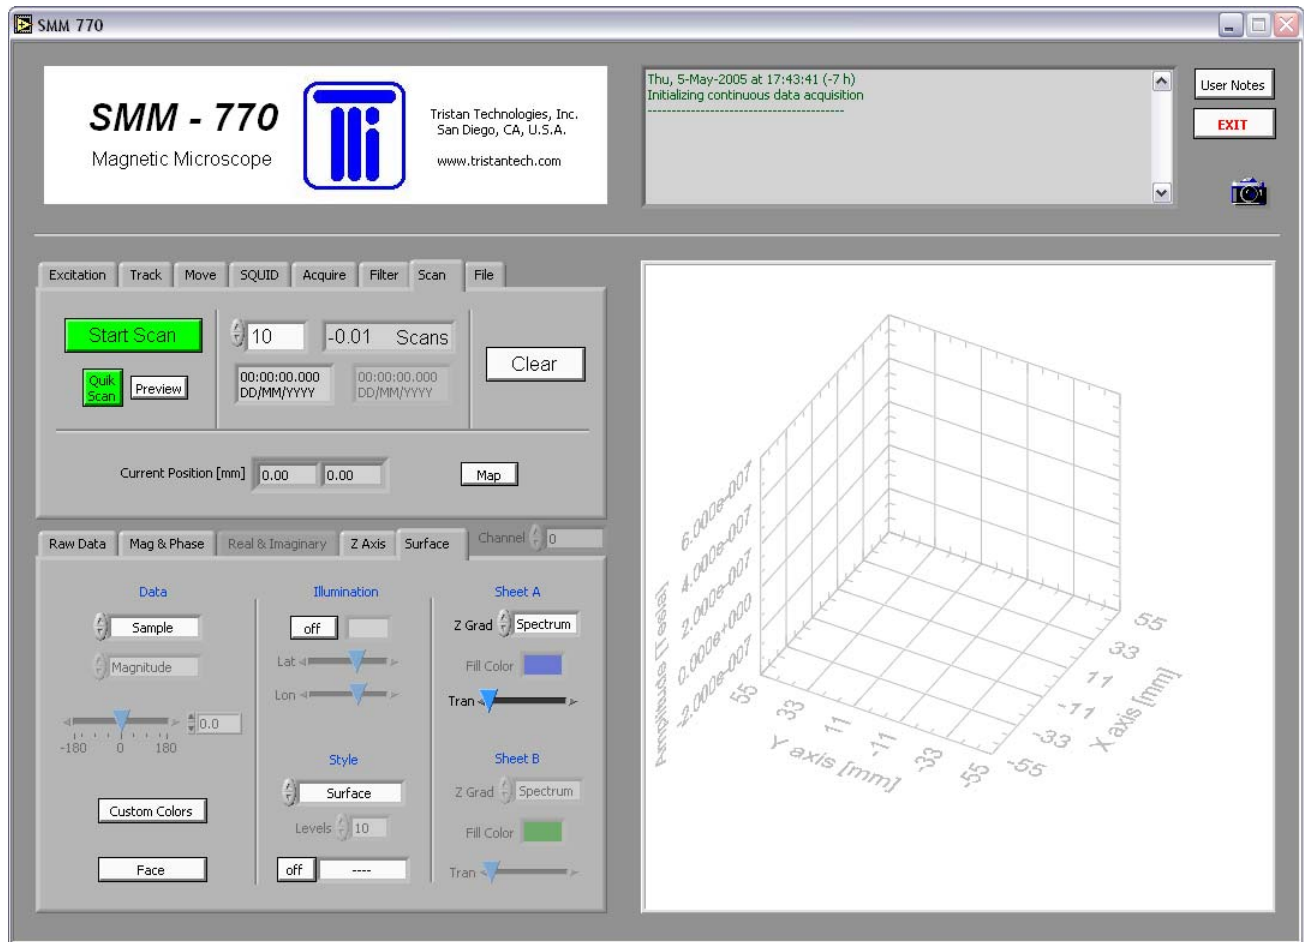 SMM 770
SMM - 770
Magnetic Microscope
Tristan Technologies, Inc.
San Diego, CA, U.S.A.
www.tristantech.com
Thu, 5-May-2005 at 17:43:41 (-7 h)
Initializing continuous data acquisition
----------------------------------------
User Notes
EXIT
Excitation Track Move SQUID Acquire Filter Scan File
Start Scan
10
-0.01 Scans
Clear
Quik
Scan
Preview
00:00:00.000
DD/MM/YYYY
00:00:00.000
DD/MM/YYYY
Current Position [mm] 0.00 0.00
Map
Raw Data Mag & Phase Real & Imaginary Z Axis Surface Channel 0
Data
Sample
Magnitude
0.0
-180 0 180
Custom Colors
Face
Illumination
off
Lat
Lon
Style
Surface
Levels 10
off ----
Sheet A
Z Grad Spectrum
Fill Color
Tran
Sheet B
Z Grad Spectrum
Fill Color
Tran
Amplitude [Tesla]
6.000e-007
4.000e-007
2.000e-007
0.000e+000
-2.000e-007
55 33 11 -11 -33 -55
Y axis [mm]
55
33
11
-11
-33
-55
X axis [mm]